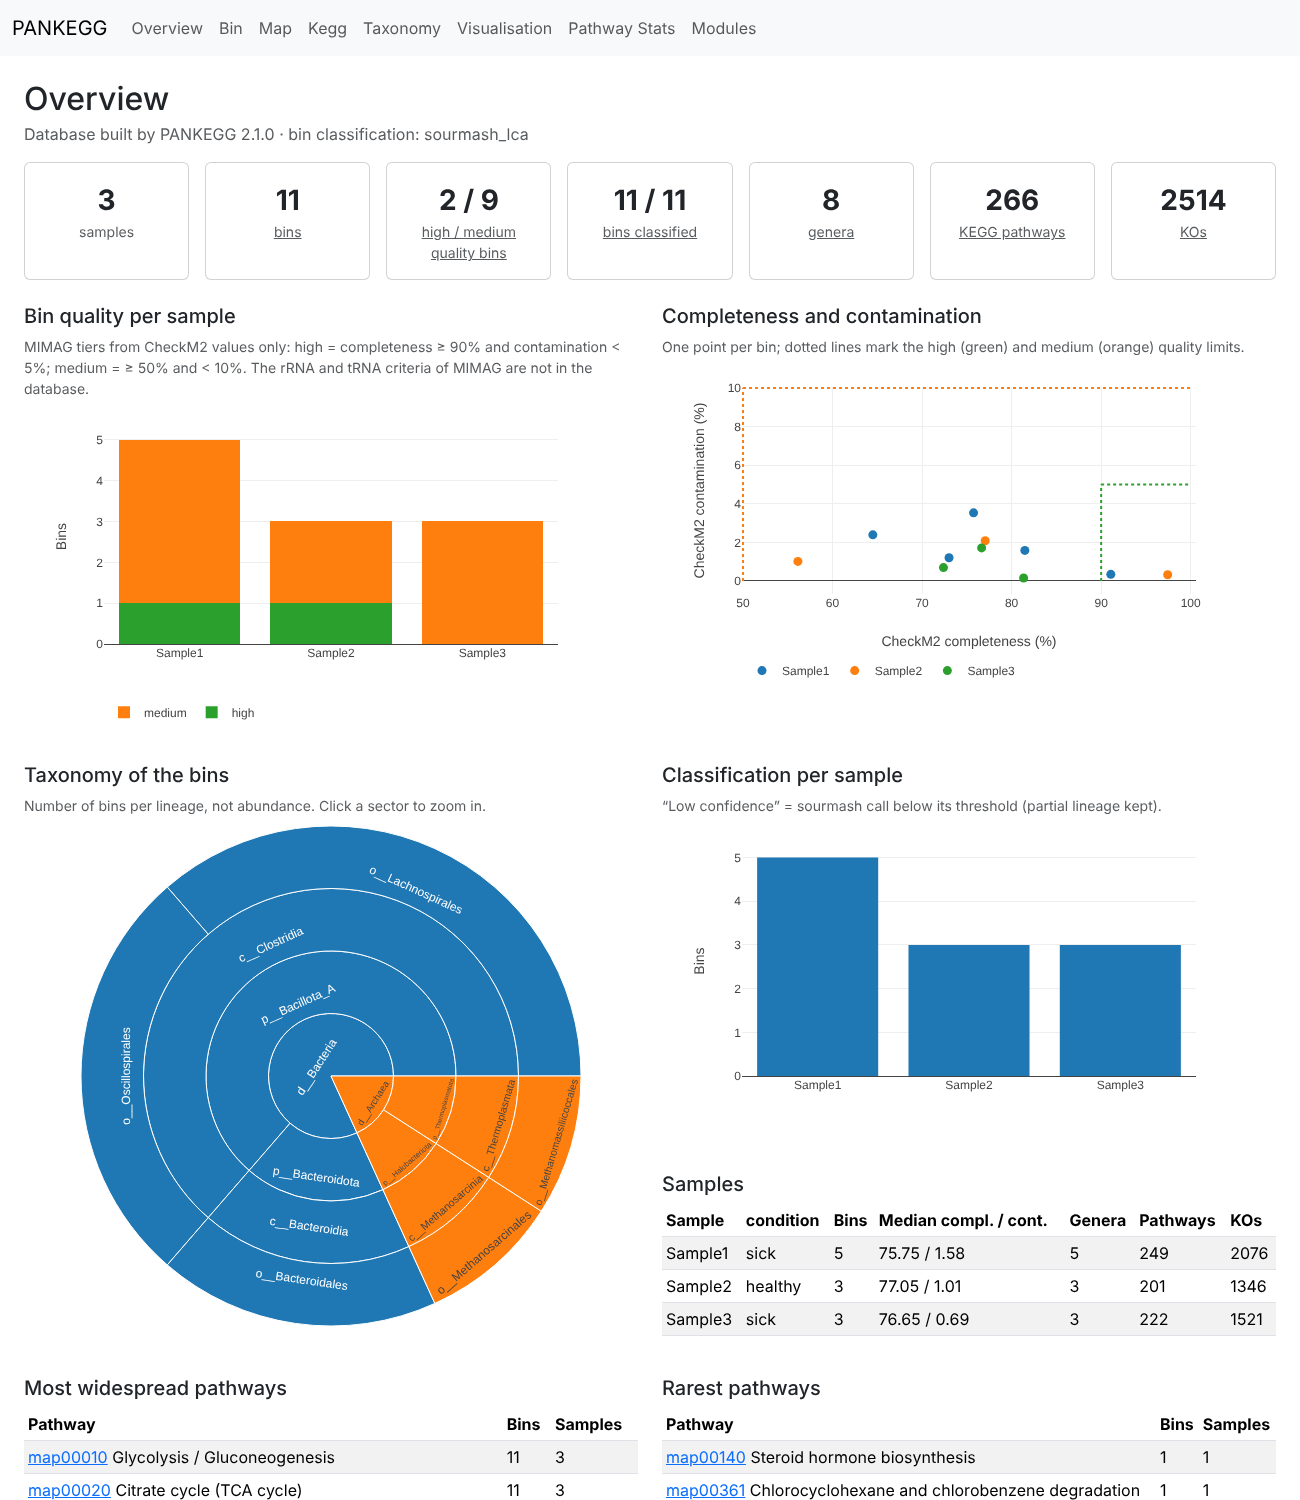 PANKEGG Overview Bin Map Kegg Taxonomy Visualisation Pathway Stats Modules
Overview
Database built by PANKEGG 2.1.0 · bin classification: sourmash_lca
3
samples
11
bins
2 / 9
high / medium
quality bins
11 / 11
bins classified
8
genera
266
KEGG pathways
2514
KOs
Bin quality per sample
MIMAG tiers from CheckM2 values only: high = completeness ≥ 90% and contamination <
5%; medium = ≥ 50% and < 10%. The rRNA and tRNA criteria of MIMAG are not in the
database.
5
4
3
2
1
0
Bins
Sample1 Sample2 Sample3
medium high
Completeness and contamination
One point per bin; dotted lines mark the high (green) and medium (orange) quality limits.
10
8
6
4
2
0
CheckM2 contamination (%)
50 60 70 80 90 100
CheckM2 completeness (%)
Sample1 Sample2 Sample3
Taxonomy of the bins
Number of bins per lineage, not abundance. Click a sector to zoom in.
o__Lachnospirales
c__Clostridia
p__Bacillota_A
d__Bacteria
o__Oscillospirales
p__Bacteroidota
c__Bacteroidia
o__Bacteroidales
d__Archaea
p__Thermoplasmatota
c__Thermoplasmata
o__Methanomassiliicoccales
p__Halobacteriota
c__Methanosarcinia
o__Methanosarcinales
Classification per sample
“Low confidence” = sourmash call below its threshold (partial lineage kept).
5
4
3
2
1
0
Bins
Sample1 Sample2 Sample3
Samples
Sample condition Bins Median compl. / cont. Genera Pathways KOs
Sample1 sick 5 75.75 / 1.58 5 249 2076
Sample2 healthy 3 77.05 / 1.01 3 201 1346
Sample3 sick 3 76.65 / 0.69 3 222 1521
Most widespread pathways
Pathway Bins Samples
map00010 Glycolysis / Gluconeogenesis 11 3
map00020 Citrate cycle (TCA cycle) 11 3
Rarest pathways
Pathway Bins Samples
map00140 Steroid hormone biosynthesis 1 1
map00361 Chlorocyclohexane and chlorobenzene degradation 1 1